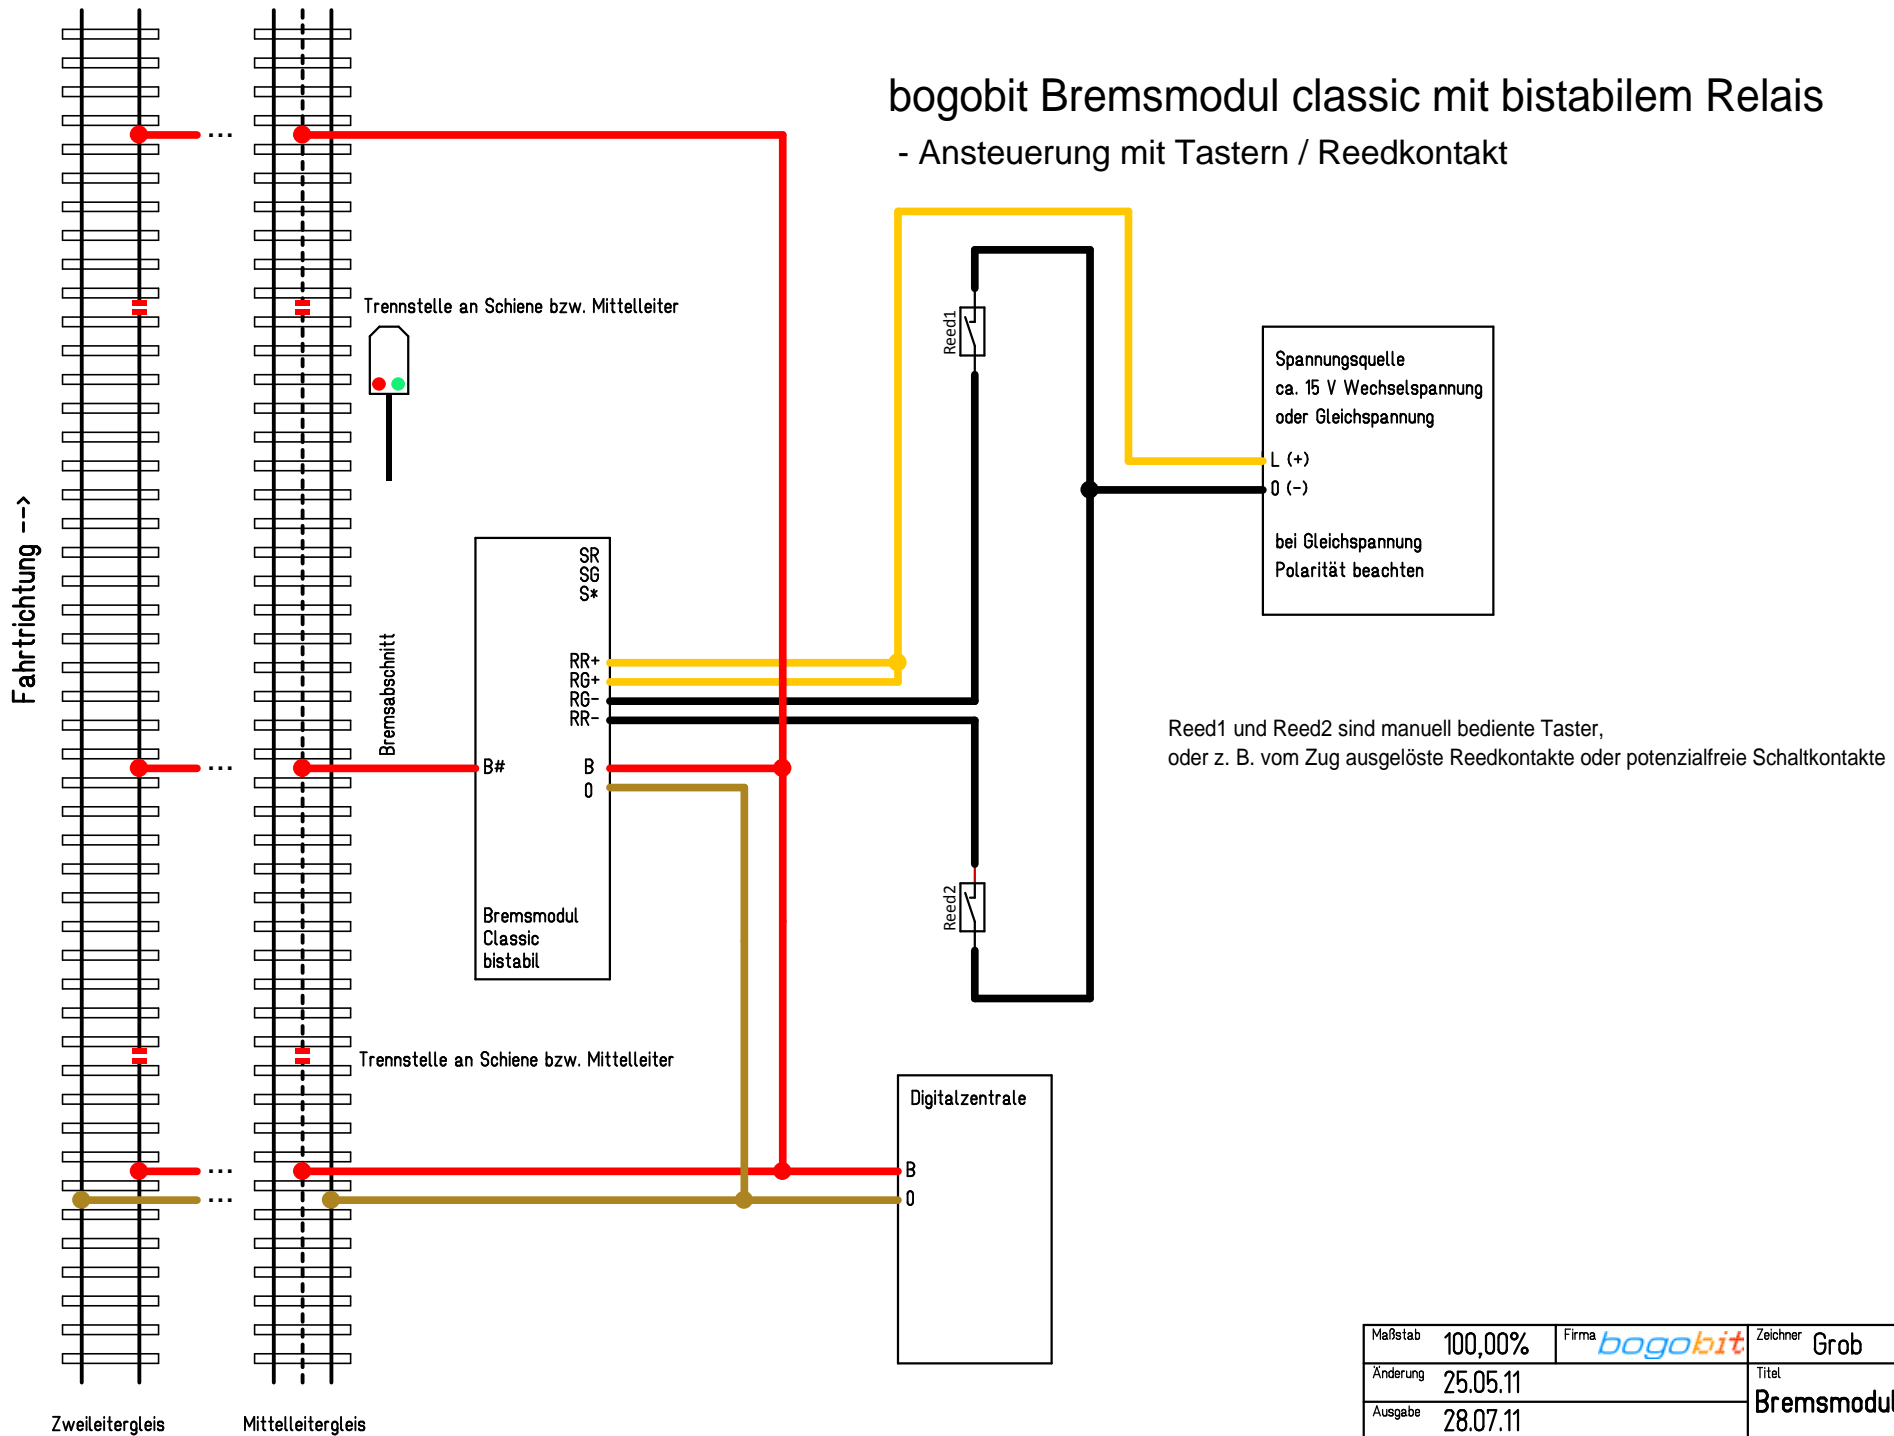 bogobit Bremsmodul classic mit bistabilem Relais
- Ansteuerung mit Tastern / Reedkontakt
...
Trennstelle an Schiene bzw. Mittelleiter
Reed1
Spannungsquelle
ca. 15 V Wechselspannung
oder Gleichspannung
L (+)
0 (-)
bei Gleichspannung
Polarität beachten
Fahrtrichtung -->
Bremsabschnitt
SR
SG
S*
RR+
RG+
RG-
RR-
...
B#
B
0
Bremsmodul
Classic
bistabil
Reed1 und Reed2 sind manuell bediente Taster,
oder z. B. vom Zug ausgelöste Reedkontakte oder potenzialfreie Schaltkontakte
Reed2
Trennstelle an Schiene bzw. Mittelleiter
Digitalzentrale
...
B
...
0
Zweileitergleis
Mittelleitergleis
Maßstab 100,00%
Firma bogobit
Zeichner Grob
Änderung 25.05.11
Titel
Bremsmodul
Ausgabe 28.07.11